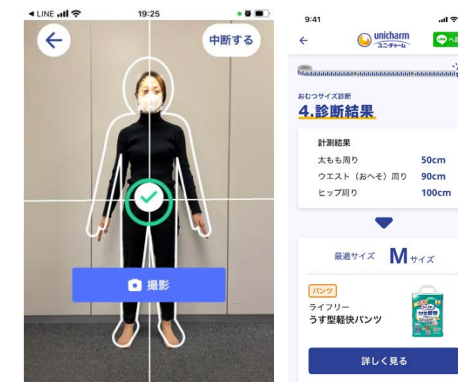 LINE
19:25
中断する
撮影
9:41
unicharm
ユニ・チャーム
おむつサイズ診断
4.診断結果
計測結果
太もも周り 50cm
ウエスト（おへそ）周り 90cm
ヒップ周り 100cm
最適サイズ Mサイズ
パンツ
ライフリー
うす型軽快パンツ
詳しく見る